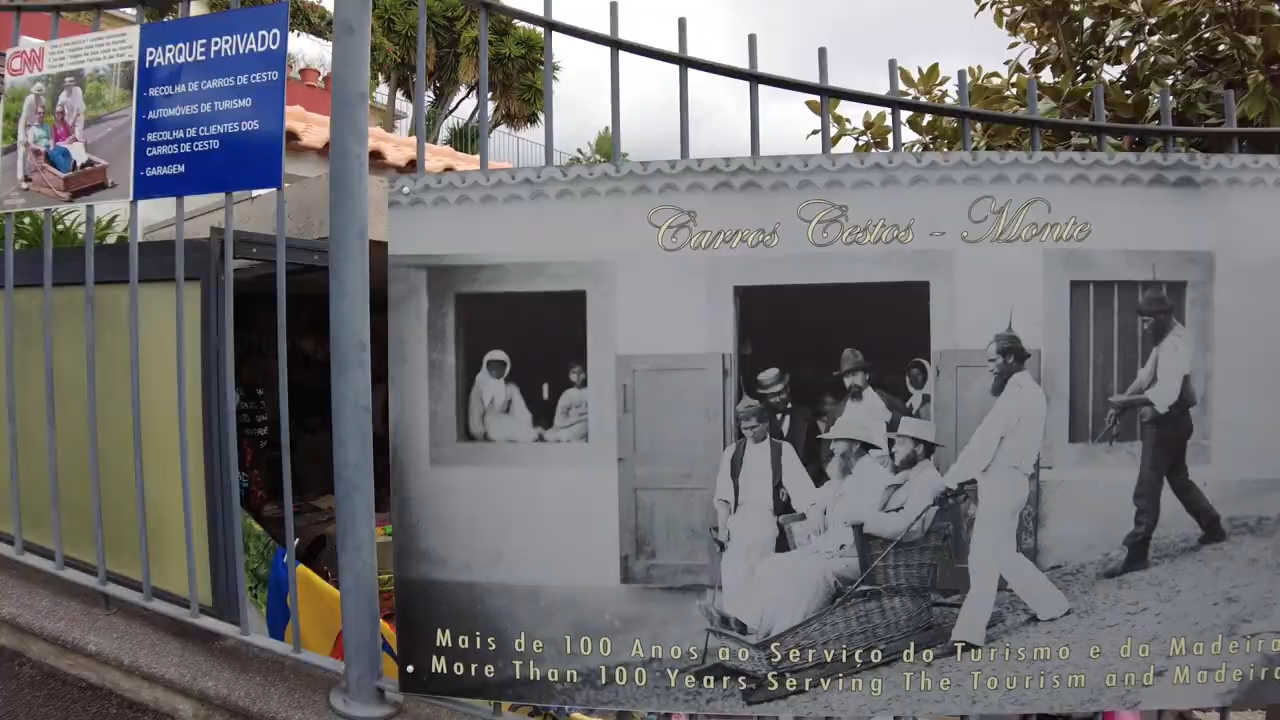 CNN
PARQUE PRIVADO
- RECOLHA DE CARROS DE CESTO
- AUTOMÓVEIS DE TURISMO
- RECOLHA DE CLIENTES DOS
CARROS DE CESTO
- GARAGEM
Carros Cestos - Monte
Mais de 100 Anos ao Serviço do Turismo e da Madeira
• More Than 100 Years Serving The Tourism and Madeira